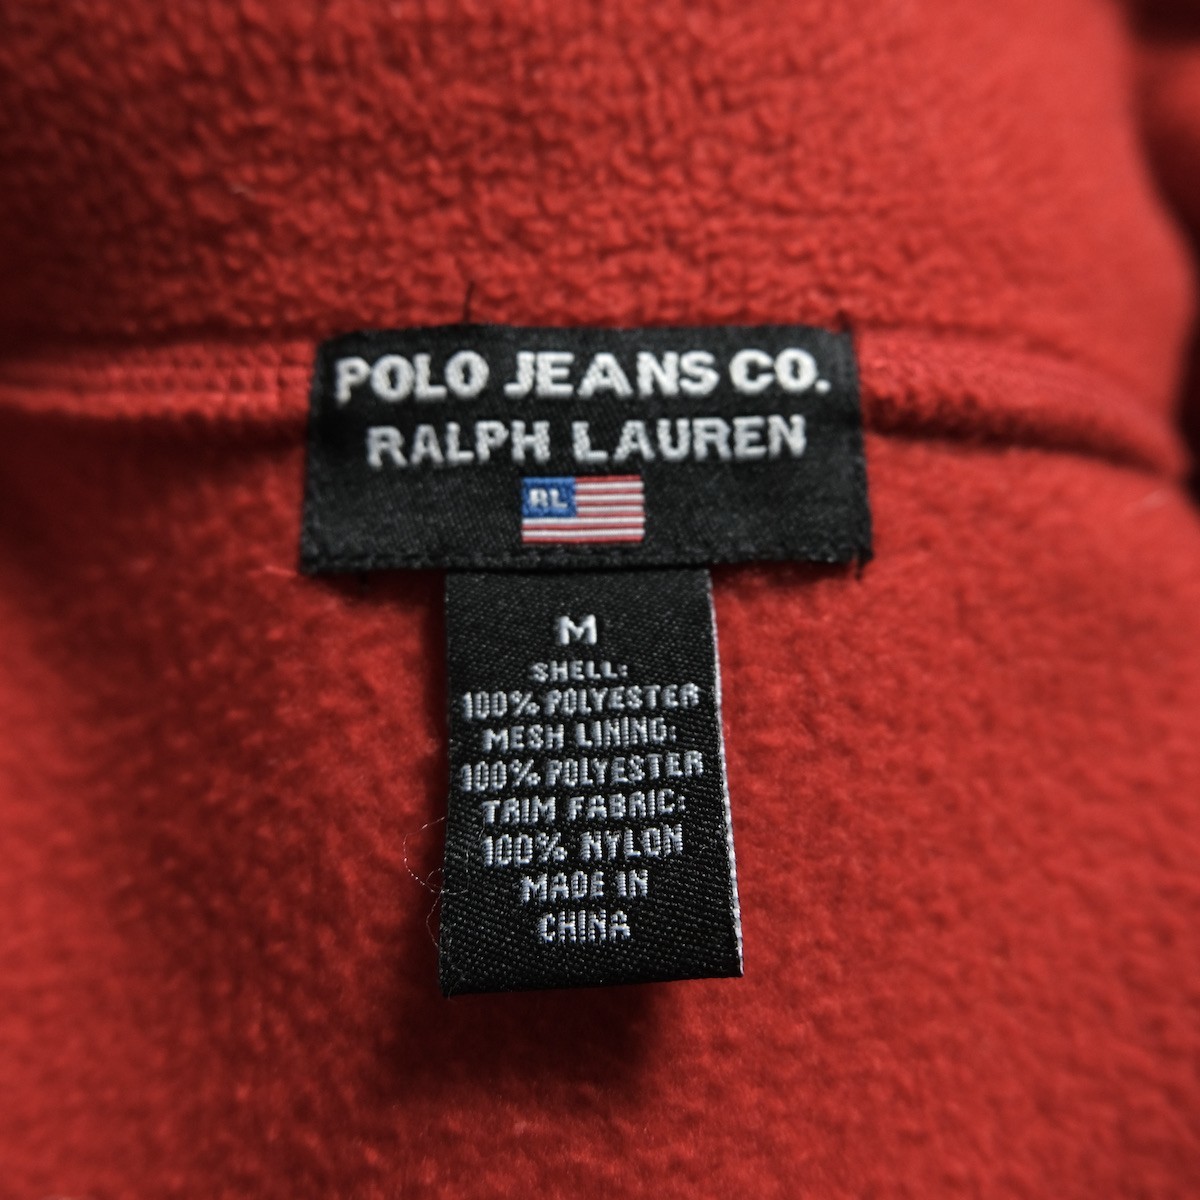 POLO JEANS CO.
RALPH LAUREN
RL
M
SHELL:
100% POLYESTER
MESH LINING:
100% POLYESTER
TRIM FABRIC:
100% NYLON
MADE IN
CHINA